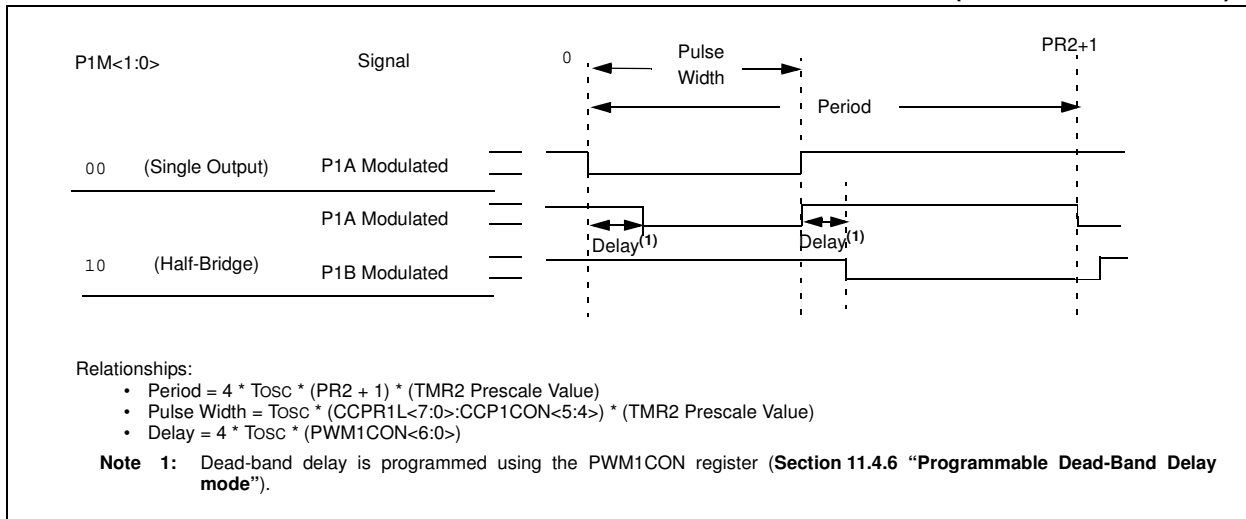 P1M<1:0> Signal 0 Pulse Width PR2+1
Period
00 (Single Output) P1A Modulated
P1A Modulated
Delay(1) Delay(1)
10 (Half-Bridge) P1B Modulated
Relationships:
• Period = 4 * TOSC * (PR2 + 1) * (TMR2 Prescale Value)
• Pulse Width = TOSC * (CCPR1L<7:0>:CCP1CON<5:4>) * (TMR2 Prescale Value)
• Delay = 4 * TOSC * (PWM1CON<6:0>)
Note 1: Dead-band delay is programmed using the PWM1CON register (Section 11.4.6 “Programmable Dead-Band Delay
mode”).